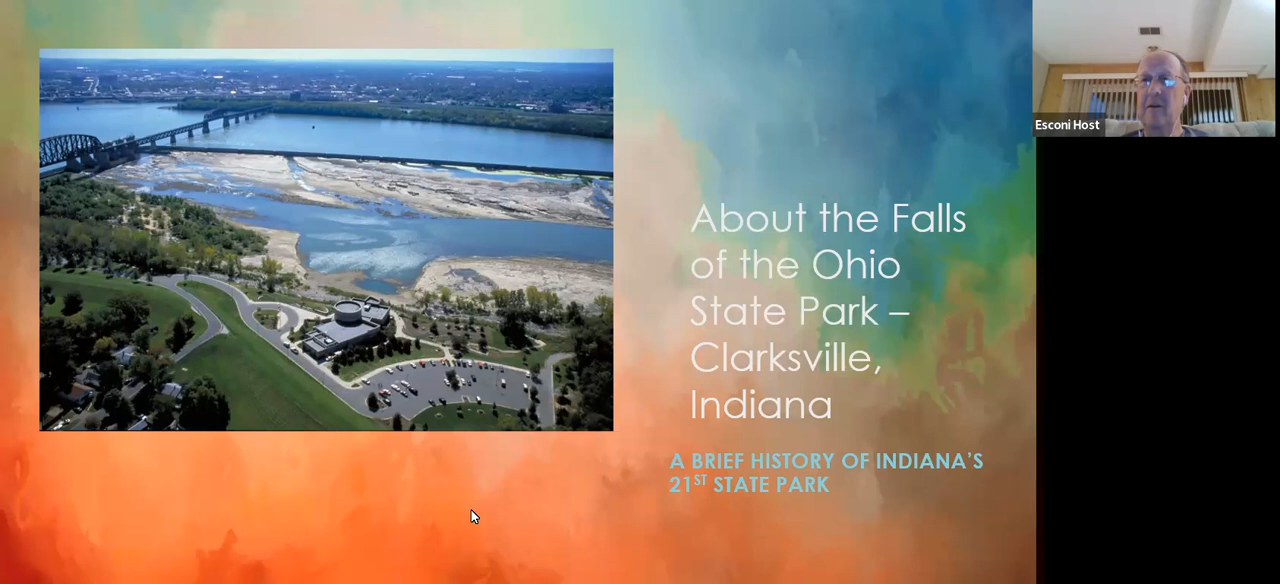 Esconi Host
About the Falls
of the Ohio
State Park –
Clarksville,
Indiana
A BRIEF HISTORY OF INDIANA’S
21ST STATE PARK